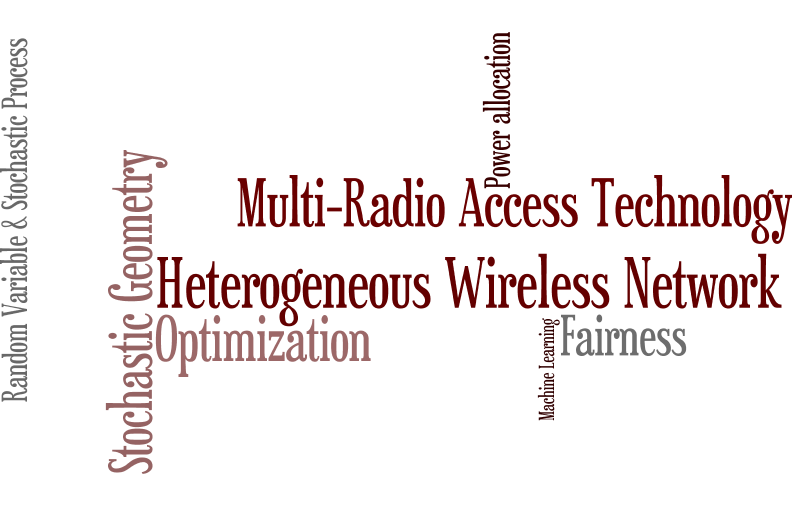 Random Variable & Stochastic Process
Stochastic Geometry
Power allocation
Multi-Radio Access Technology
Heterogeneous Wireless Network
Optimization
Machine Learning
Fairness